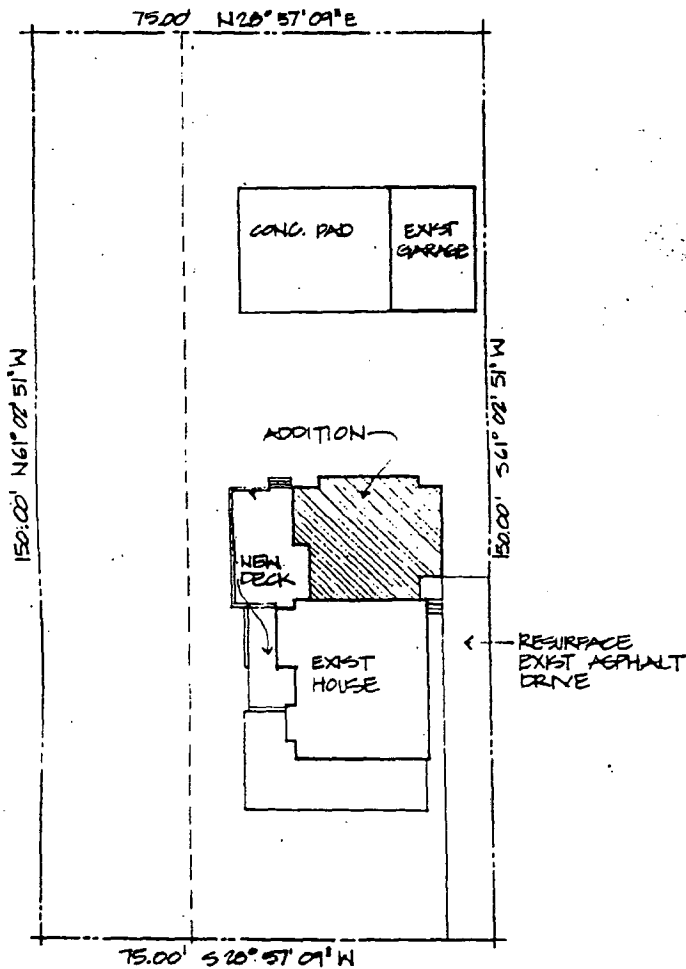 75.00' N28° 57' 09" E
CONC. PAD
EXIST
GARAGE
150.00' N61° 02' 51" W
150.00' S61° 02' 51" W
ADDITION
NEW
DECK
EXIST
HOUSE
RESURFACE
EXIST ASPHALT
DRIVE
75.00' S 28° 57' 09" W